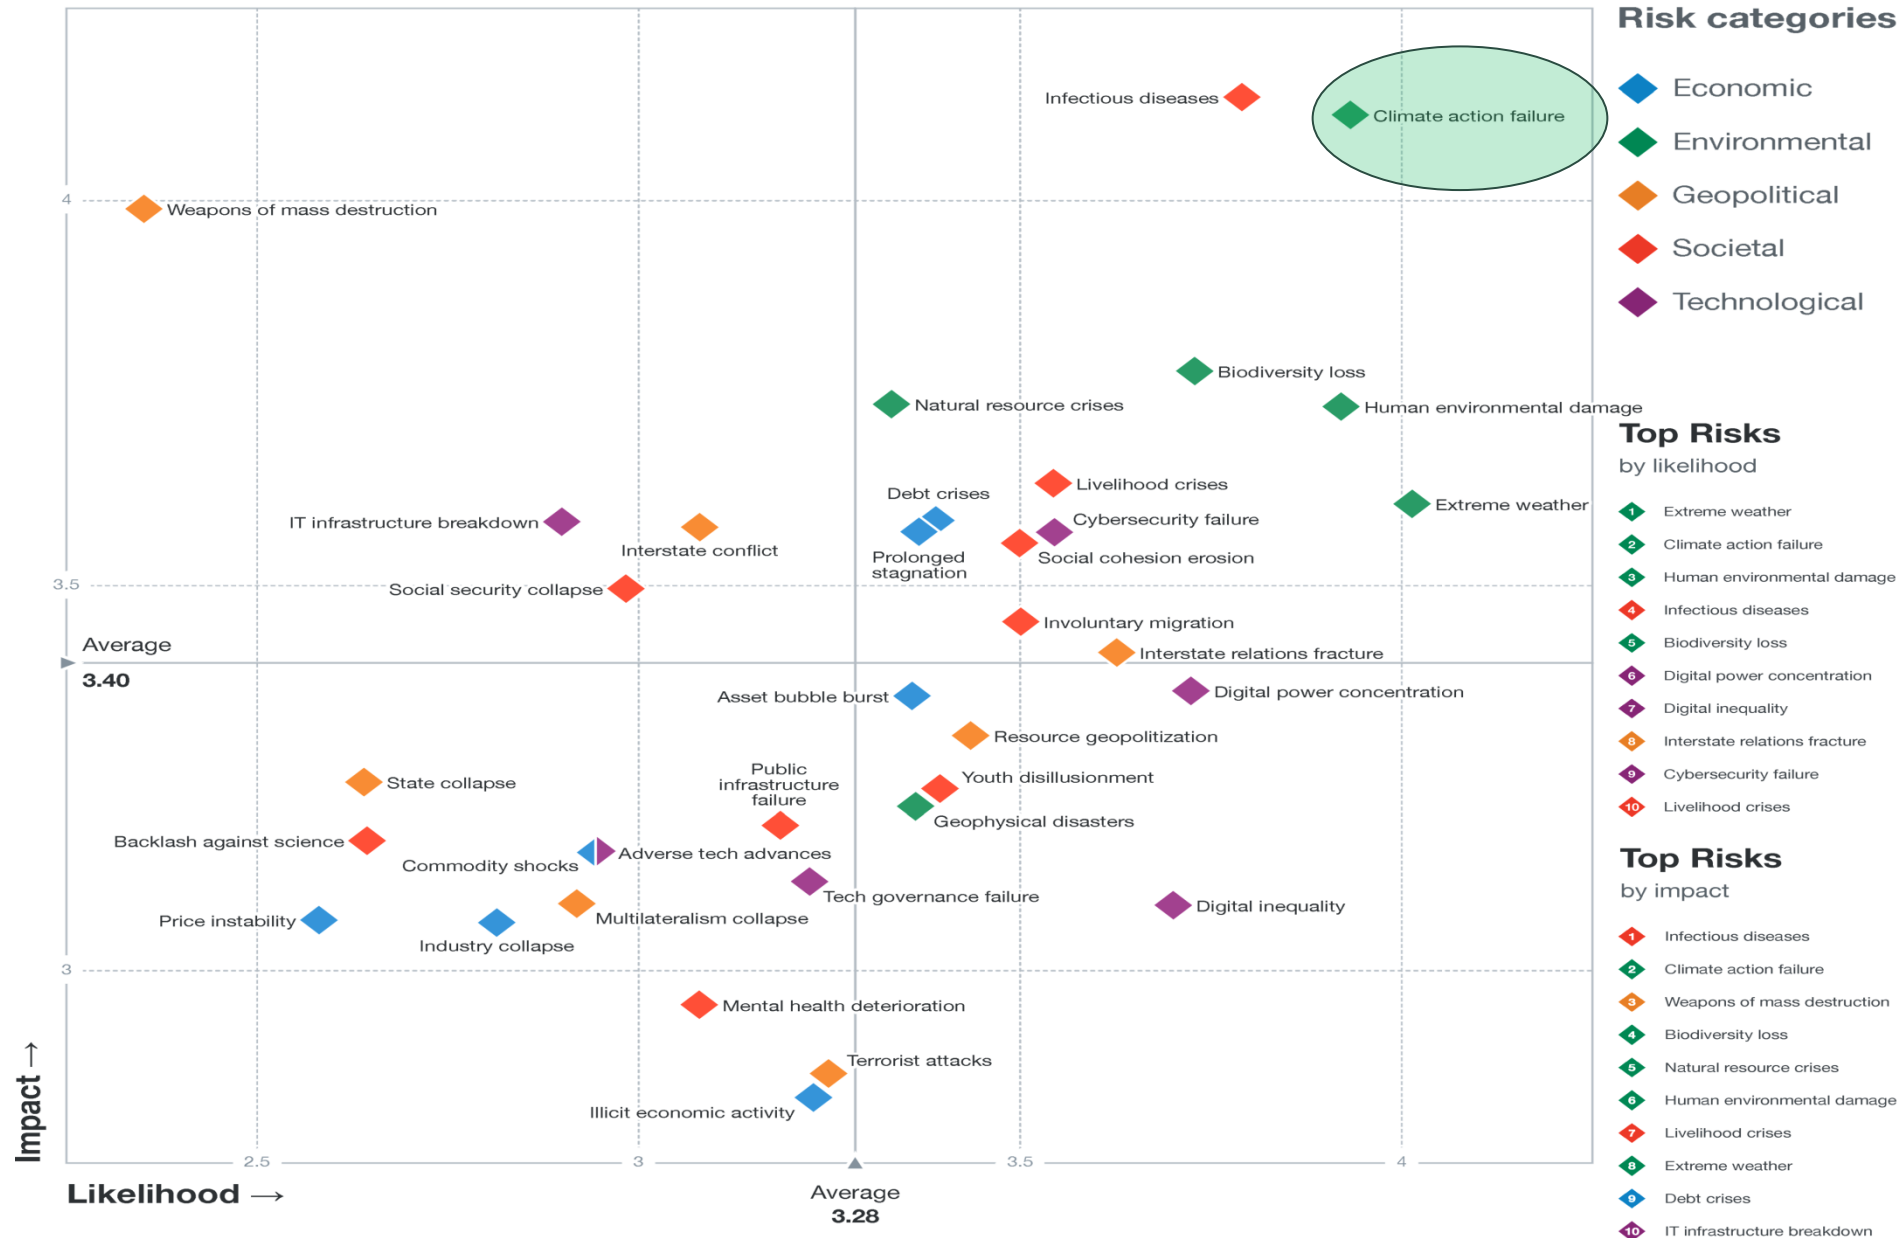 Risk categories
Economic
Environmental
Geopolitical
Societal
Technological
Infectious diseases
Climate action failure
4
Weapons of mass destruction
Biodiversity loss
Natural resource crises
Human environmental damage
Livelihood crises
Debt crises
Extreme weather
IT infrastructure breakdown
Interstate conflict
Cybersecurity failure
Prolonged
stagnation
Social cohesion erosion
3.5
Social security collapse
Involuntary migration
Average
3.40
Interstate relations fracture
Asset bubble burst
Digital power concentration
Resource geopolitization
State collapse
Public
infrastructure
failure
Youth disillusionment
Geophysical disasters
Backlash against science
Commodity shocks
Adverse tech advances
Tech governance failure
Price instability
Industry collapse
Multilateralism collapse
Digital inequality
3
Mental health deterioration
Terrorist attacks
Illicit economic activity
Impact →
2.5
3
3.5
4
Likelihood →
Average
3.28
Top Risks
by likelihood
1 Extreme weather
2 Climate action failure
3 Human environmental damage
4 Infectious diseases
5 Biodiversity loss
6 Digital power concentration
7 Digital inequality
8 Interstate relations fracture
9 Cybersecurity failure
10 Livelihood crises
Top Risks
by impact
1 Infectious diseases
2 Climate action failure
3 Weapons of mass destruction
4 Biodiversity loss
5 Natural resource crises
6 Human environmental damage
7 Livelihood crises
8 Extreme weather
9 Debt crises
10 IT infrastructure breakdown